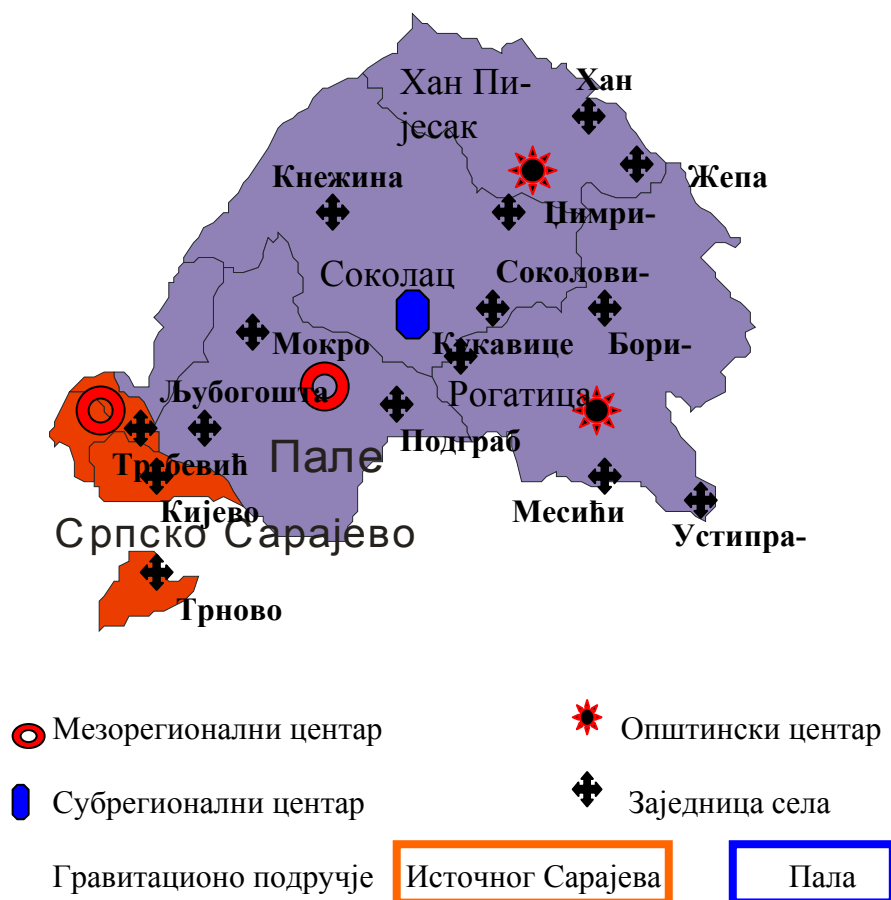 Хан Пи-
јесак
Хан
Кнежина
Жепа
Цимри-
Соколац
Соколови-
Мокро
Кукавице
Бори-
Љубогошта
Рогатица
Подграб
Требевић
Пале
Кијево
Месићи
Српско Сарајево
Устипра-
Трново
Мезорегионални центар
Општински центар
Субрегионални центар
Заједница села
Гравитационо подручје
Источног Сарајева
Пала